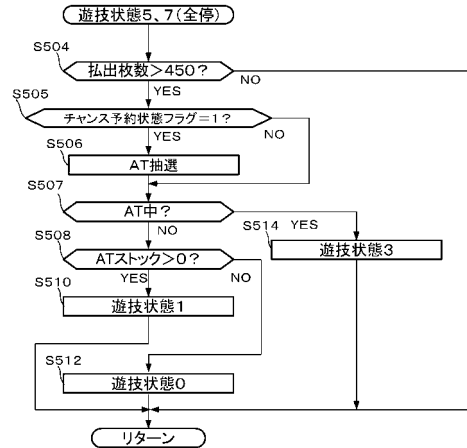 遊技状態5、7(全停)
S504
払出枚数>450?
NO
YES
S505
チャンス予約状態フラグ=1?
YES
NO
S506
AT抽選
S507
AT中?
YES
NO
S514
遊技状態3
S508
ATストック>0?
YES
NO
S510
遊技状態1
S512
遊技状態0
リターン